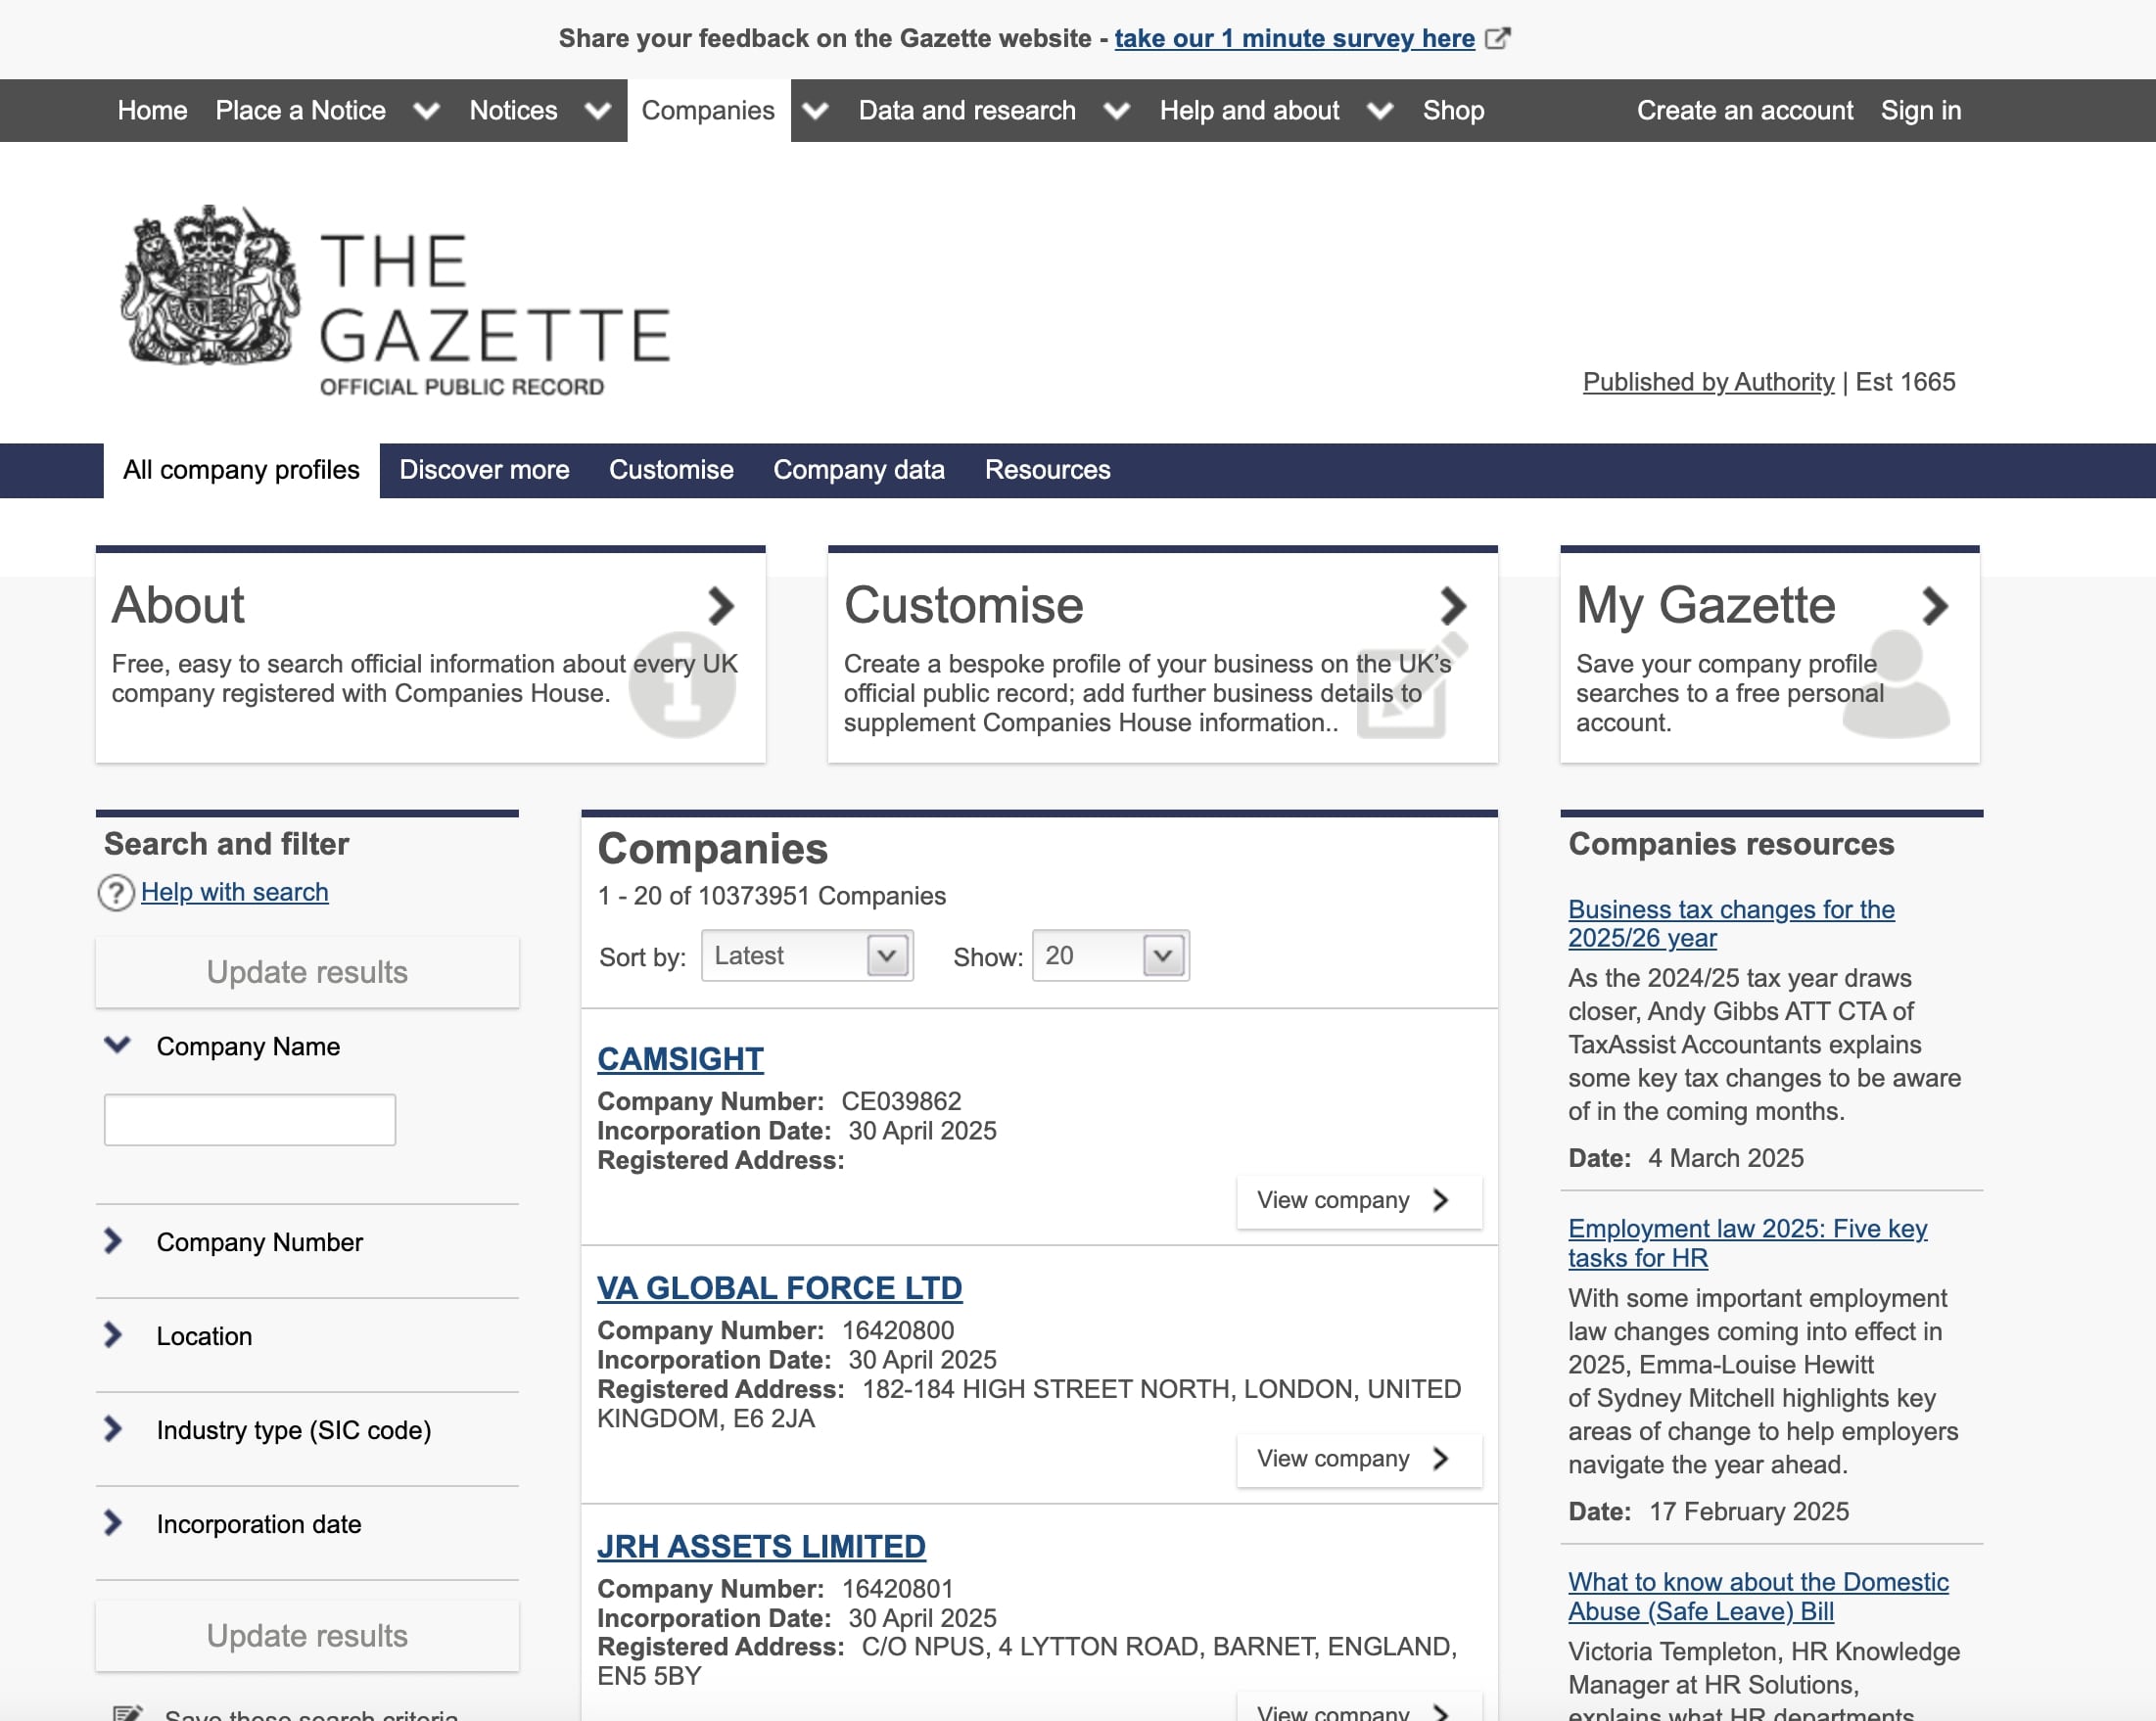 Share your feedback on the Gazette website - take our 1 minute survey here
Home Place a Notice Notices Companies Data and research Help and about Shop Create an account Sign in
THE
GAZETTE
OFFICIAL PUBLIC RECORD
Published by Authority | Est 1665
All company profiles Discover more Customise Company data Resources
About
Free, easy to search official information about every UK
company registered with Companies House.
Customise
Create a bespoke profile of your business on the UK’s
official public record; add further business details to
supplement Companies House information..
My Gazette
Save your company profile
searches to a free personal
account.
Search and filter
Help with search
Update results
Company Name
Company Number
Location
Industry type (SIC code)
Incorporation date
Update results
Save these search criteria
Companies
1 - 20 of 10373951 Companies
Sort by: Latest Show: 20
CAMSIGHT
Company Number: CE039862
Incorporation Date: 30 April 2025
Registered Address:
View company
VA GLOBAL FORCE LTD
Company Number: 16420800
Incorporation Date: 30 April 2025
Registered Address: 182-184 HIGH STREET NORTH, LONDON, UNITED
KINGDOM, E6 2JA
View company
JRH ASSETS LIMITED
Company Number: 16420801
Incorporation Date: 30 April 2025
Registered Address: C/O NPUS, 4 LYTTON ROAD, BARNET, ENGLAND,
EN5 5BY
View company
Companies resources
Business tax changes for the
2025/26 year
As the 2024/25 tax year draws
closer, Andy Gibbs ATT CTA of
TaxAssist Accountants explains
some key tax changes to be aware
of in the coming months.
Date: 4 March 2025
Employment law 2025: Five key
tasks for HR
With some important employment
law changes coming into effect in
2025, Emma-Louise Hewitt
of Sydney Mitchell highlights key
areas of change to help employers
navigate the year ahead.
Date: 17 February 2025
What to know about the Domestic
Abuse (Safe Leave) Bill
Victoria Templeton, HR Knowledge
Manager at HR Solutions,
explains what HR departments